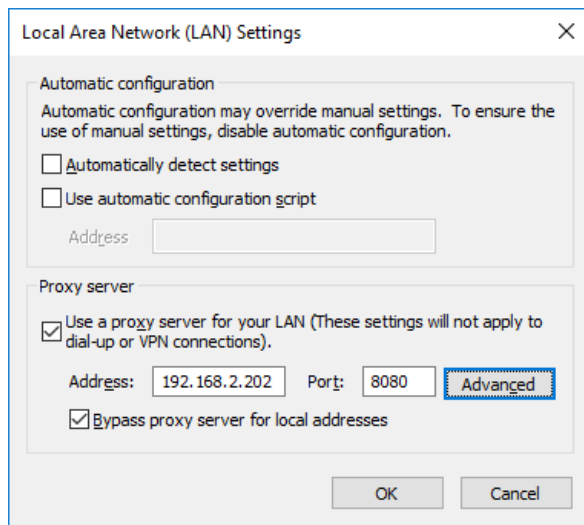 Local Area Network (LAN) Settings
Automatic configuration
Automatic configuration may override manual settings. To ensure the
use of manual settings, disable automatic configuration.
Automatically detect settings
Use automatic configuration script
Address
Proxy server
Use a proxy server for your LAN (These settings will not apply to
dial-up or VPN connections).
Address: 192.168.2.202 Port: 8080 Advanced
Bypass proxy server for local addresses
OK Cancel